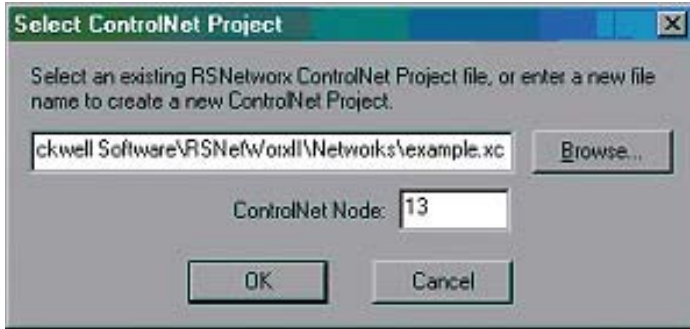 Select ControlNet Project
Select an existing RSNetworx ControlNet Project file, or enter a new file
name to create a new ControlNet Project.
ckwell Software\RSNetWorxII\Networks\example.xc
Browse...
ControlNet Node: 13
OK
Cancel